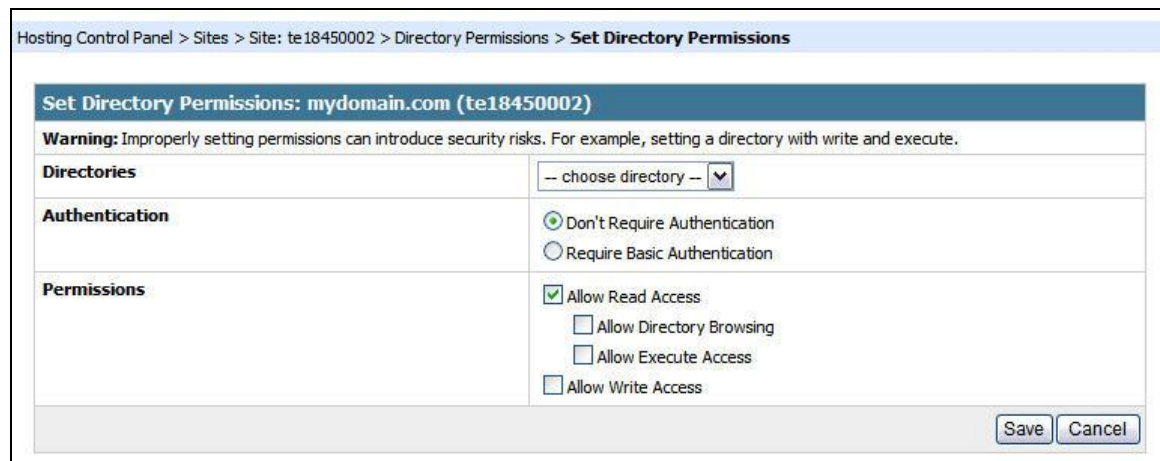 Hosting Control Panel > Sites > Site: te18450002 > Directory Permissions > Set Directory Permissions
Set Directory Permissions: mydomain.com (te18450002)
Warning: Improperly setting permissions can introduce security risks. For example, setting a directory with write and execute.
Directories
-- choose directory --
Authentication
Don't Require Authentication
Require Basic Authentication
Permissions
Allow Read Access
Allow Directory Browsing
Allow Execute Access
Allow Write Access
Save Cancel